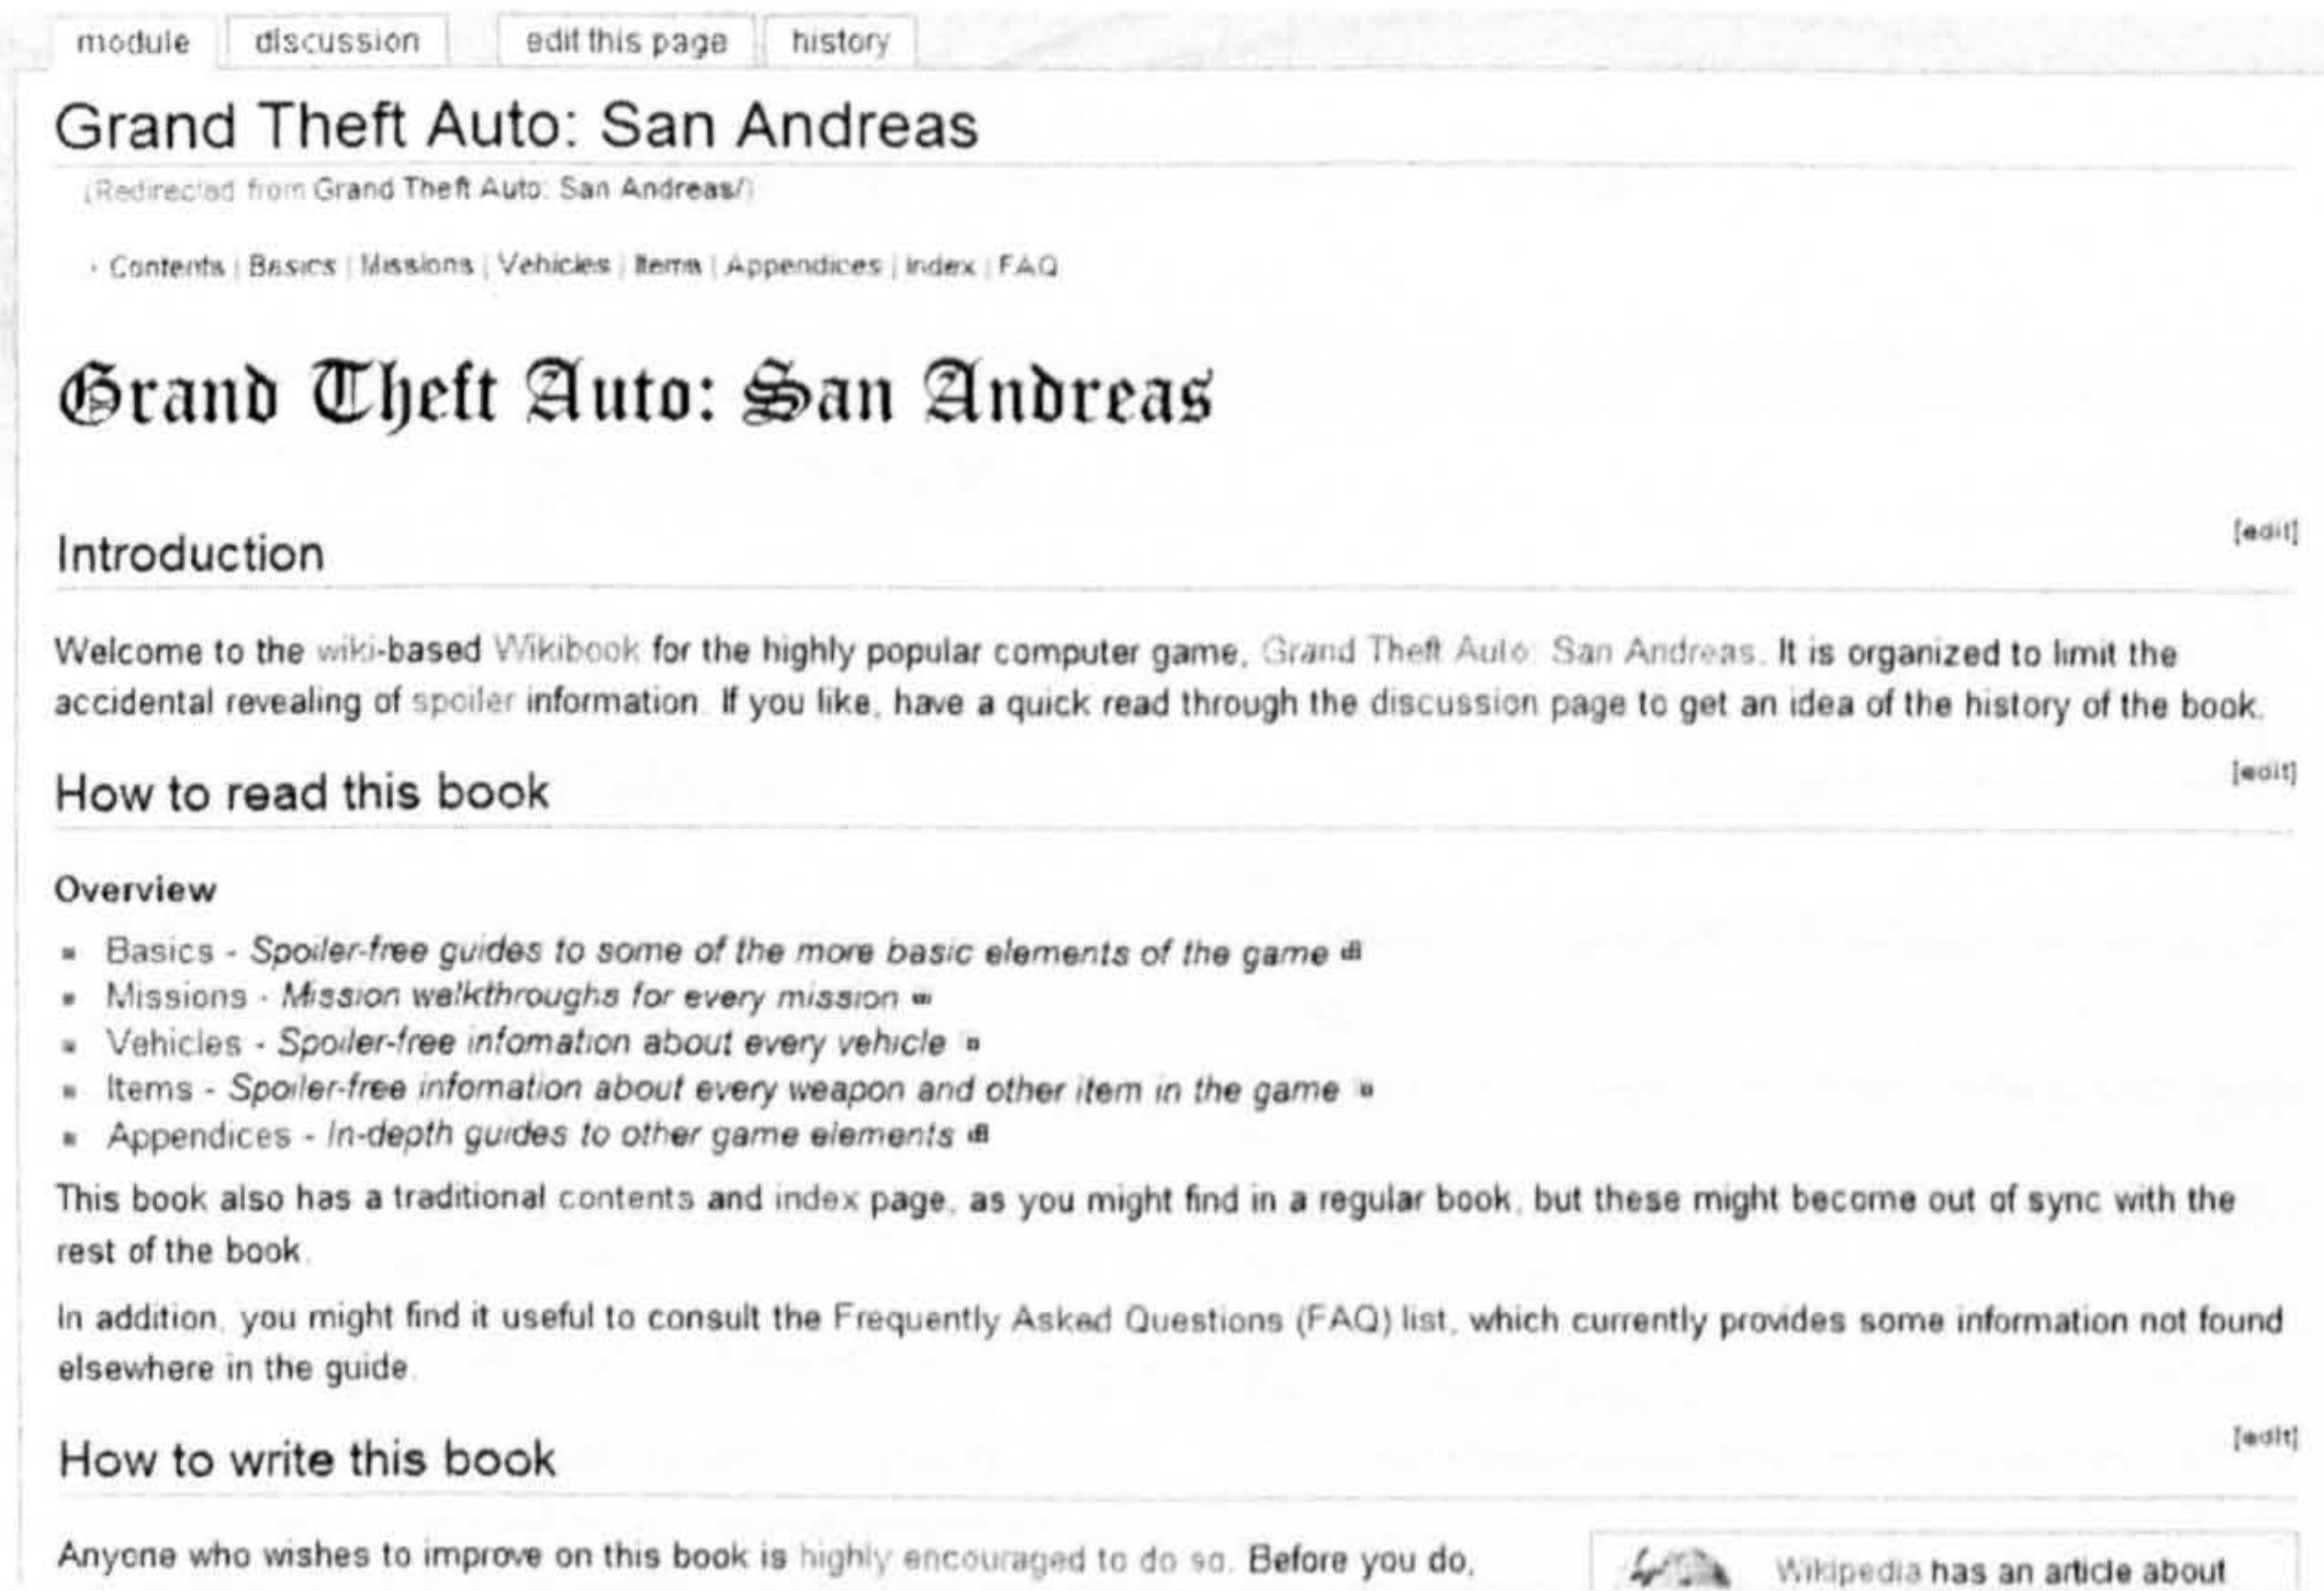 module discussion edit this page history
Grand Theft Auto: San Andreas
(Redirected from Grand Theft Auto: San Andreas/)
· Contents | Basics | Missions | Vehicles | Items | Appendices | Index | FAQ
Grand Theft Auto: San Andreas
[edit]
Introduction
Welcome to the wiki-based Wikibook for the highly popular computer game, Grand Theft Auto: San Andreas. It is organized to limit the
accidental revealing of spoiler information. If you like, have a quick read through the discussion page to get an idea of the history of the book.
[edit]
How to read this book
Overview
▪ Basics - Spoiler-free guides to some of the more basic elements of the game
▪ Missions - Mission walkthroughs for every mission
▪ Vehicles - Spoiler-free infomation about every vehicle
▪ Items - Spoiler-free infomation about every weapon and other item in the game
▪ Appendices - In-depth guides to other game elements
This book also has a traditional contents and index page, as you might find in a regular book, but these might become out of sync with the
rest of the book.
In addition, you might find it useful to consult the Frequently Asked Questions (FAQ) list, which currently provides some information not found
elsewhere in the guide.
[edit]
How to write this book
Anyone who wishes to improve on this book is highly encouraged to do so. Before you do,
Wikipedia has an article about